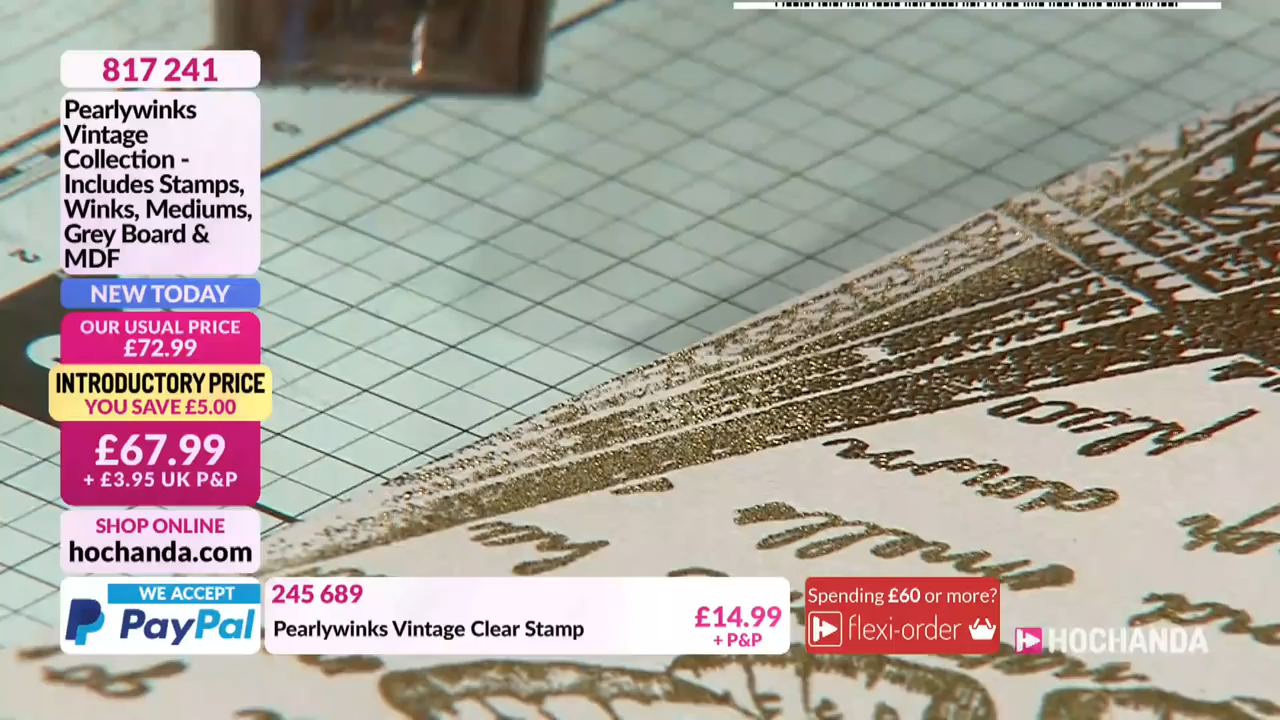 817 241
Pearlywinks
Vintage
Collection -
Includes Stamps,
Winks, Mediums,
Grey Board &
MDF
NEW TODAY
OUR USUAL PRICE
£72.99
INTRODUCTORY PRICE
YOU SAVE £5.00
£67.99
+ £3.95 UK P&P
SHOP ONLINE
hochanda.com
WE ACCEPT
PayPal
245 689
Pearlywinks Vintage Clear Stamp
£14.99
+ P&P
Spending £60 or more?
flexi-order
HOCHANDA